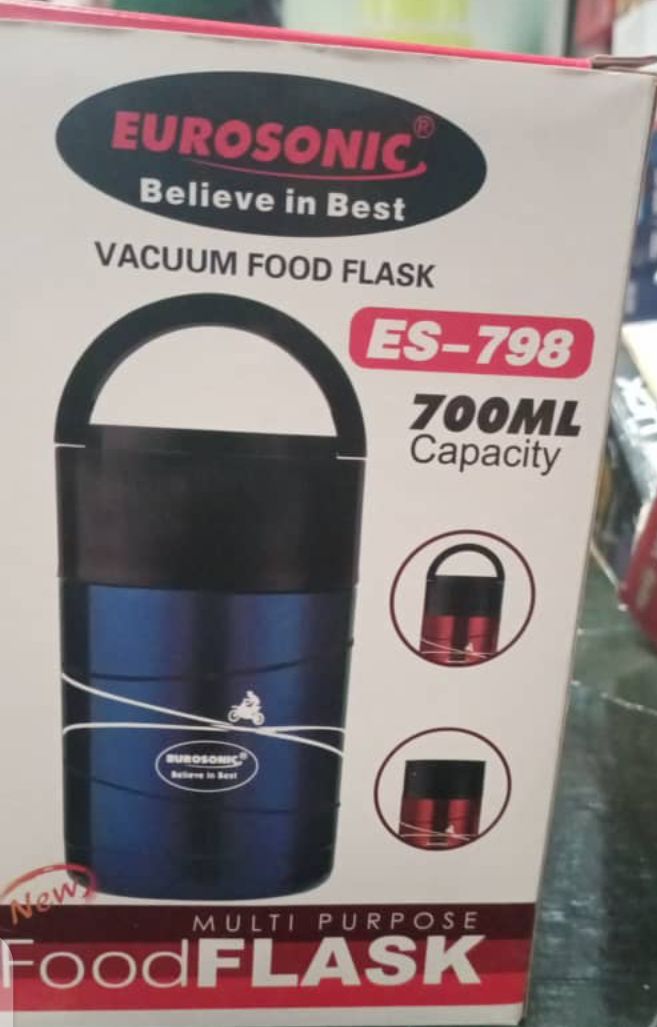 EUROSONIC®
Believe in Best
VACUUM FOOD FLASK
ES-798
700ML
Capacity
EUROSONIC®
Believe in Best
New
MULTI PURPOSE
FoodFLASK